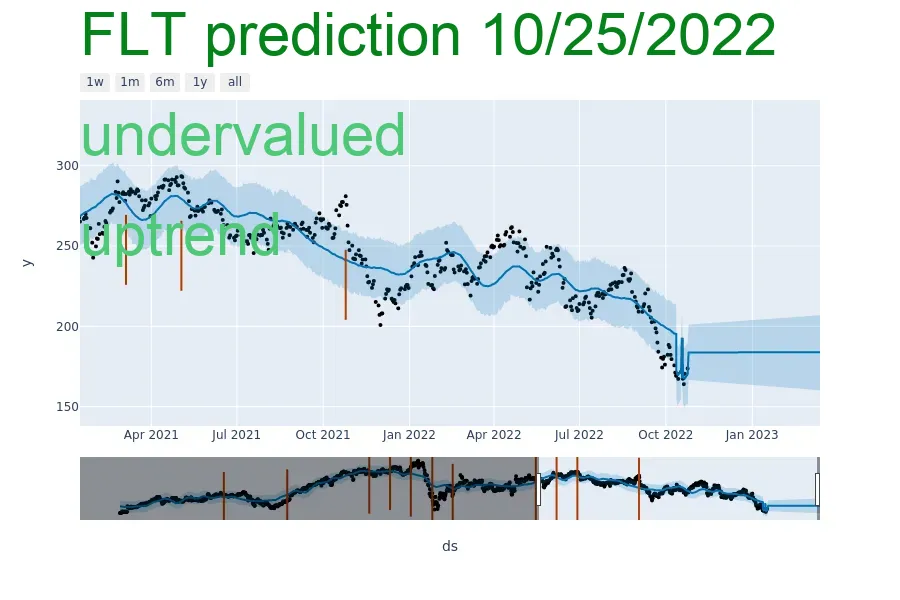 FLT prediction 10/25/2022
1w 1m 6m 1y all
undervalued
300
uptrend
250
y
200
150
Apr 2021 Jul 2021 Oct 2021 Jan 2022 Apr 2022 Jul 2022 Oct 2022 Jan 2023
ds